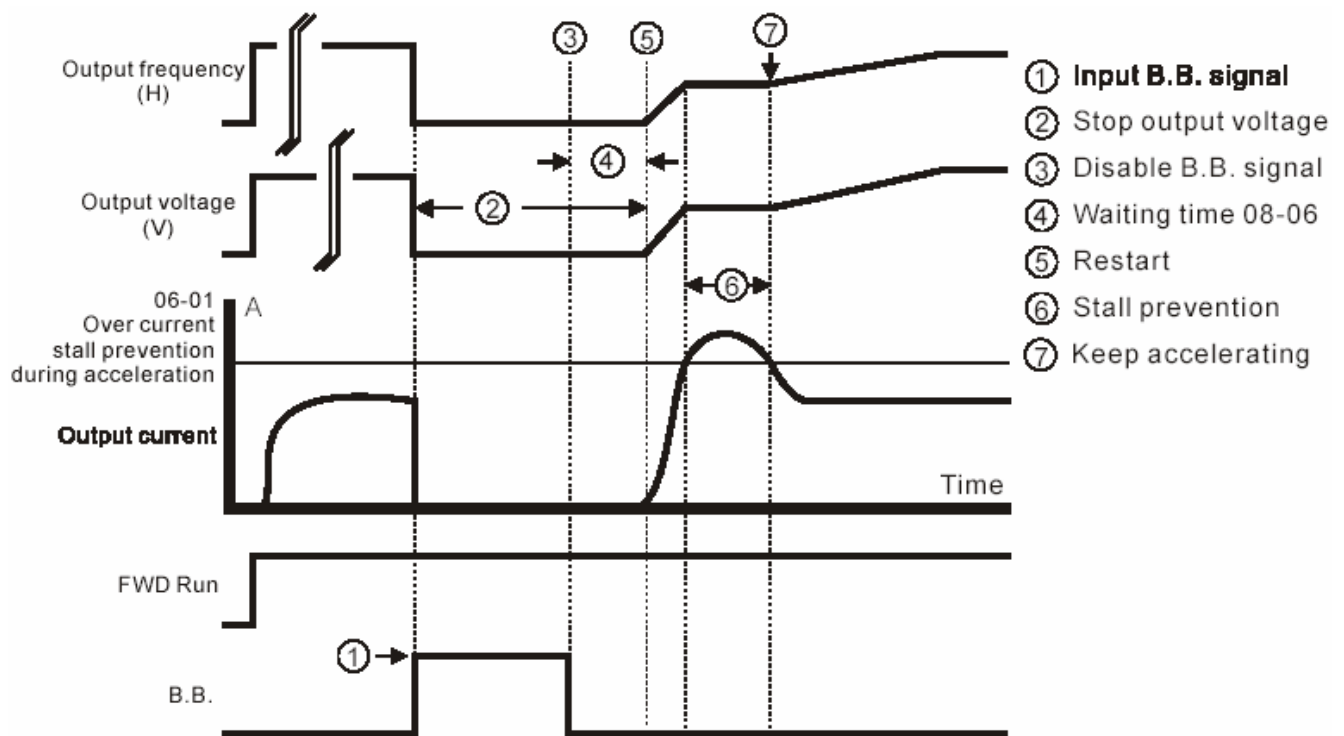 Output frequency
(H)
Output voltage
(V)
06-01
Over current
stall prevention
during acceleration
A
Output current
Time
FWD Run
B.B.
③
⑤
⑦
④
②
⑥
①
① Input B.B. signal
② Stop output voltage
③ Disable B.B. signal
④ Waiting time 08-06
⑤ Restart
⑥ Stall prevention
⑦ Keep accelerating